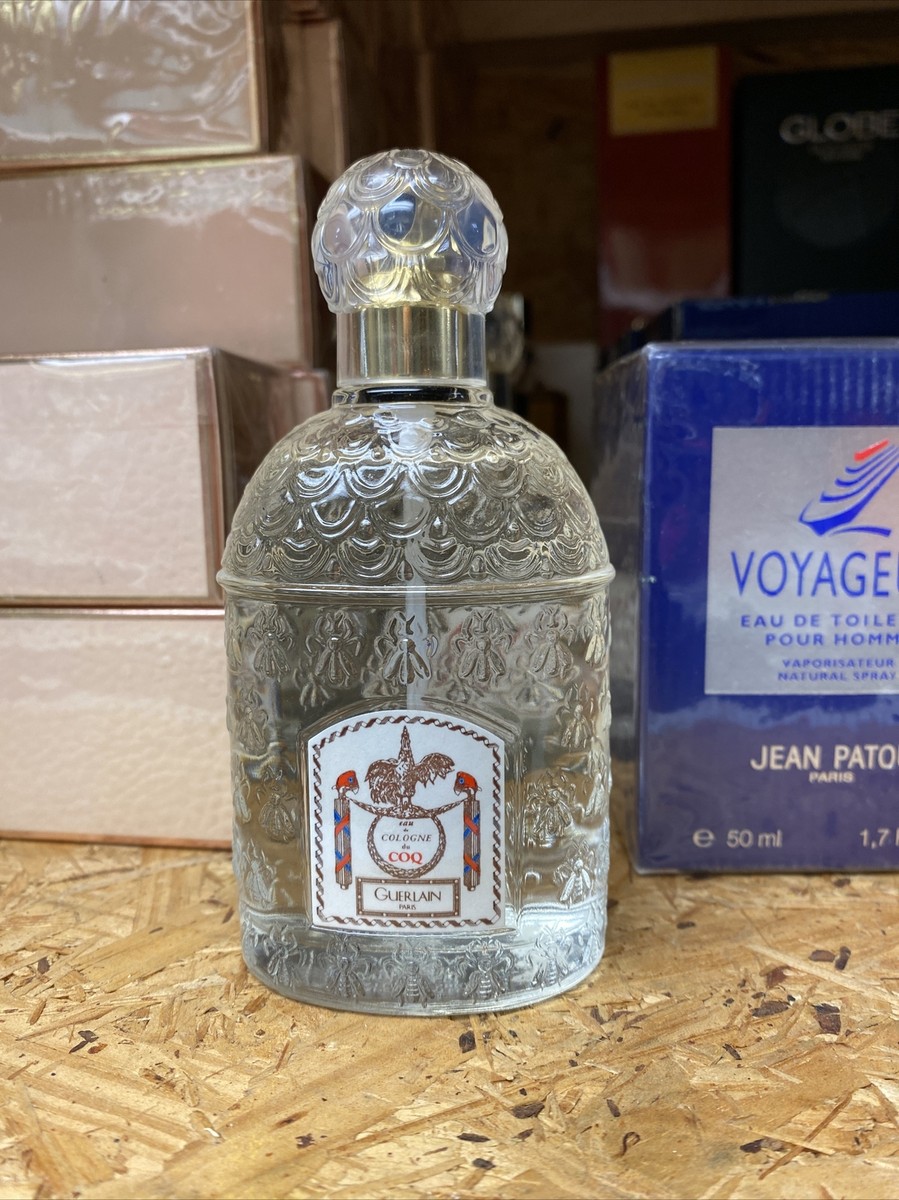 eau
de
COLOGNE
du
COQ
GUERLAIN
PARIS
GLOBE
VOYAGEU
EAU DE TOILE
POUR HOMM
VAPORISATEUR
NATURAL SPRAY
JEAN PATOU
PARIS
e 50 ml 1,7